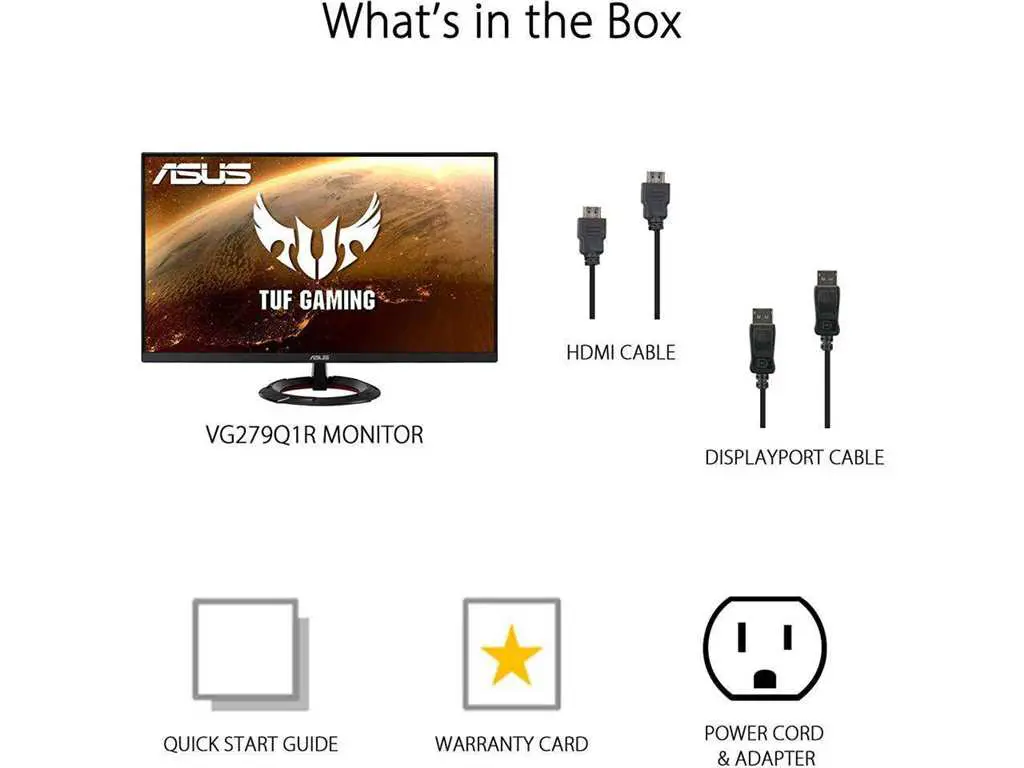 What's in the Box
ASUS
TUF GAMING
ASUS
VG279Q1R MONITOR
HDMI CABLE
DISPLAYPORT CABLE
QUICK START GUIDE
WARRANTY CARD
POWER CORD
& ADAPTER